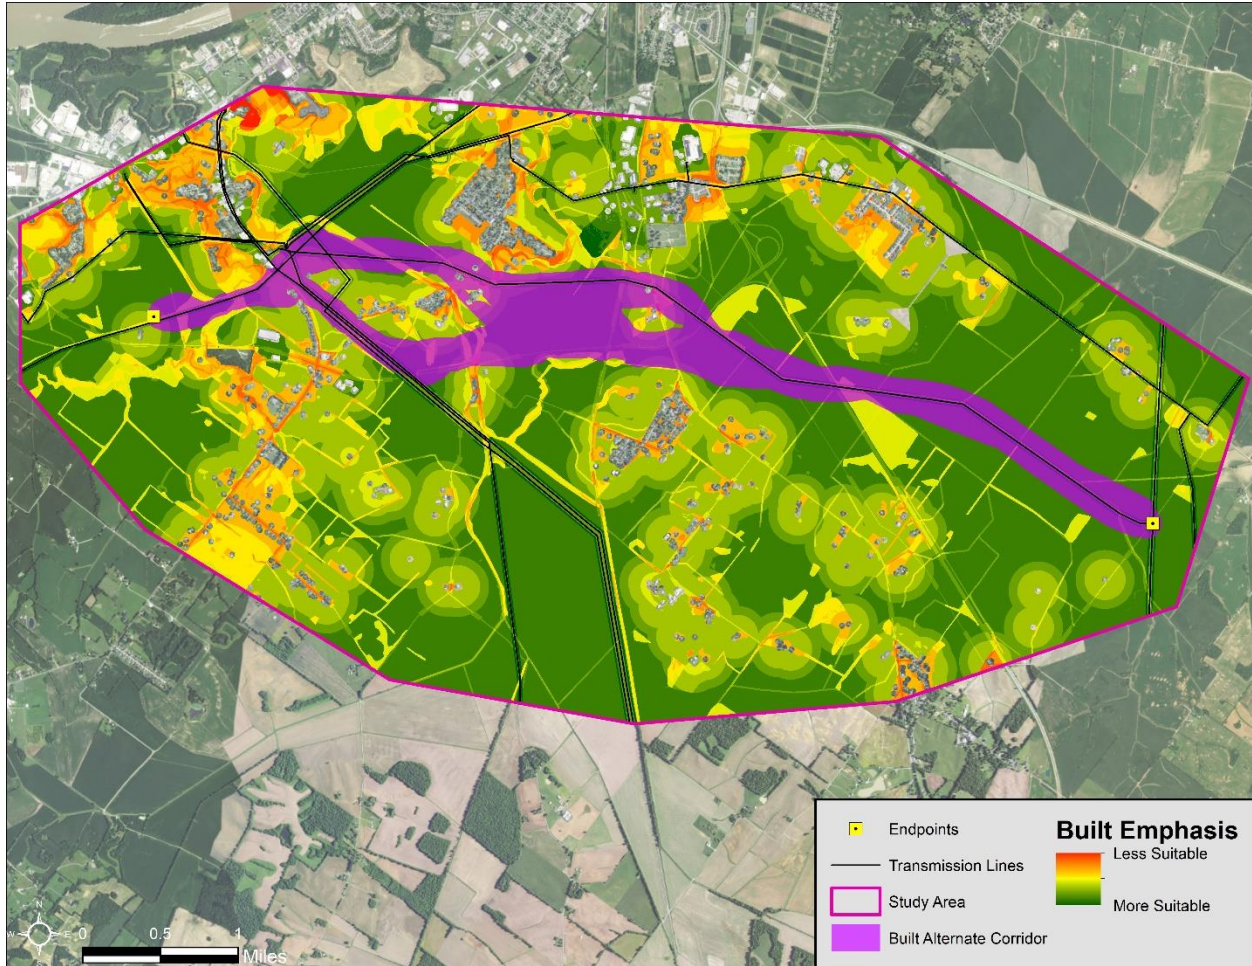 Endpoints
Transmission Lines
Study Area
Built Alternate Corridor
Built Emphasis
Less Suitable
More Suitable
N
W
E
S
0 0.5 1
Miles